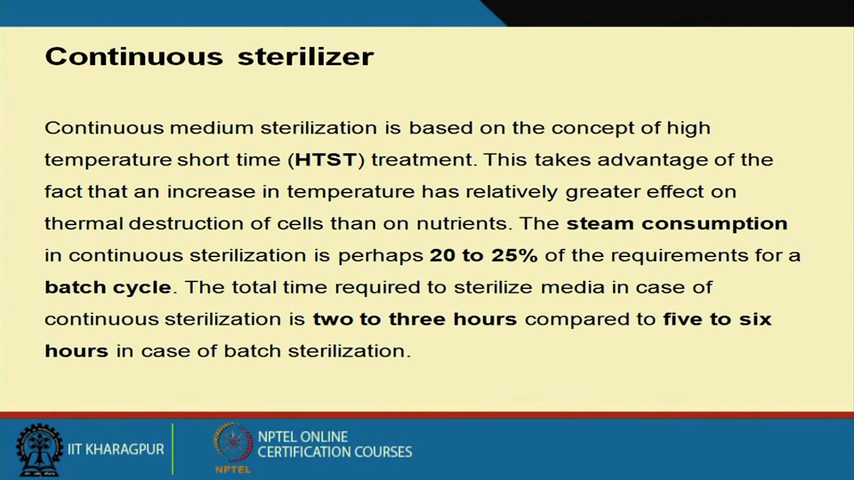 Continuous sterilizer
Continuous medium sterilization is based on the concept of high
temperature short time (HTST) treatment. This takes advantage of the
fact that an increase in temperature has relatively greater effect on
thermal destruction of cells than on nutrients. The steam consumption
in continuous sterilization is perhaps 20 to 25% of the requirements for a
batch cycle. The total time required to sterilize media in case of
continuous sterilization is two to three hours compared to five to six
hours in case of batch sterilization.
IIT KHARAGPUR
NPTEL
NPTEL ONLINE
CERTIFICATION COURSES